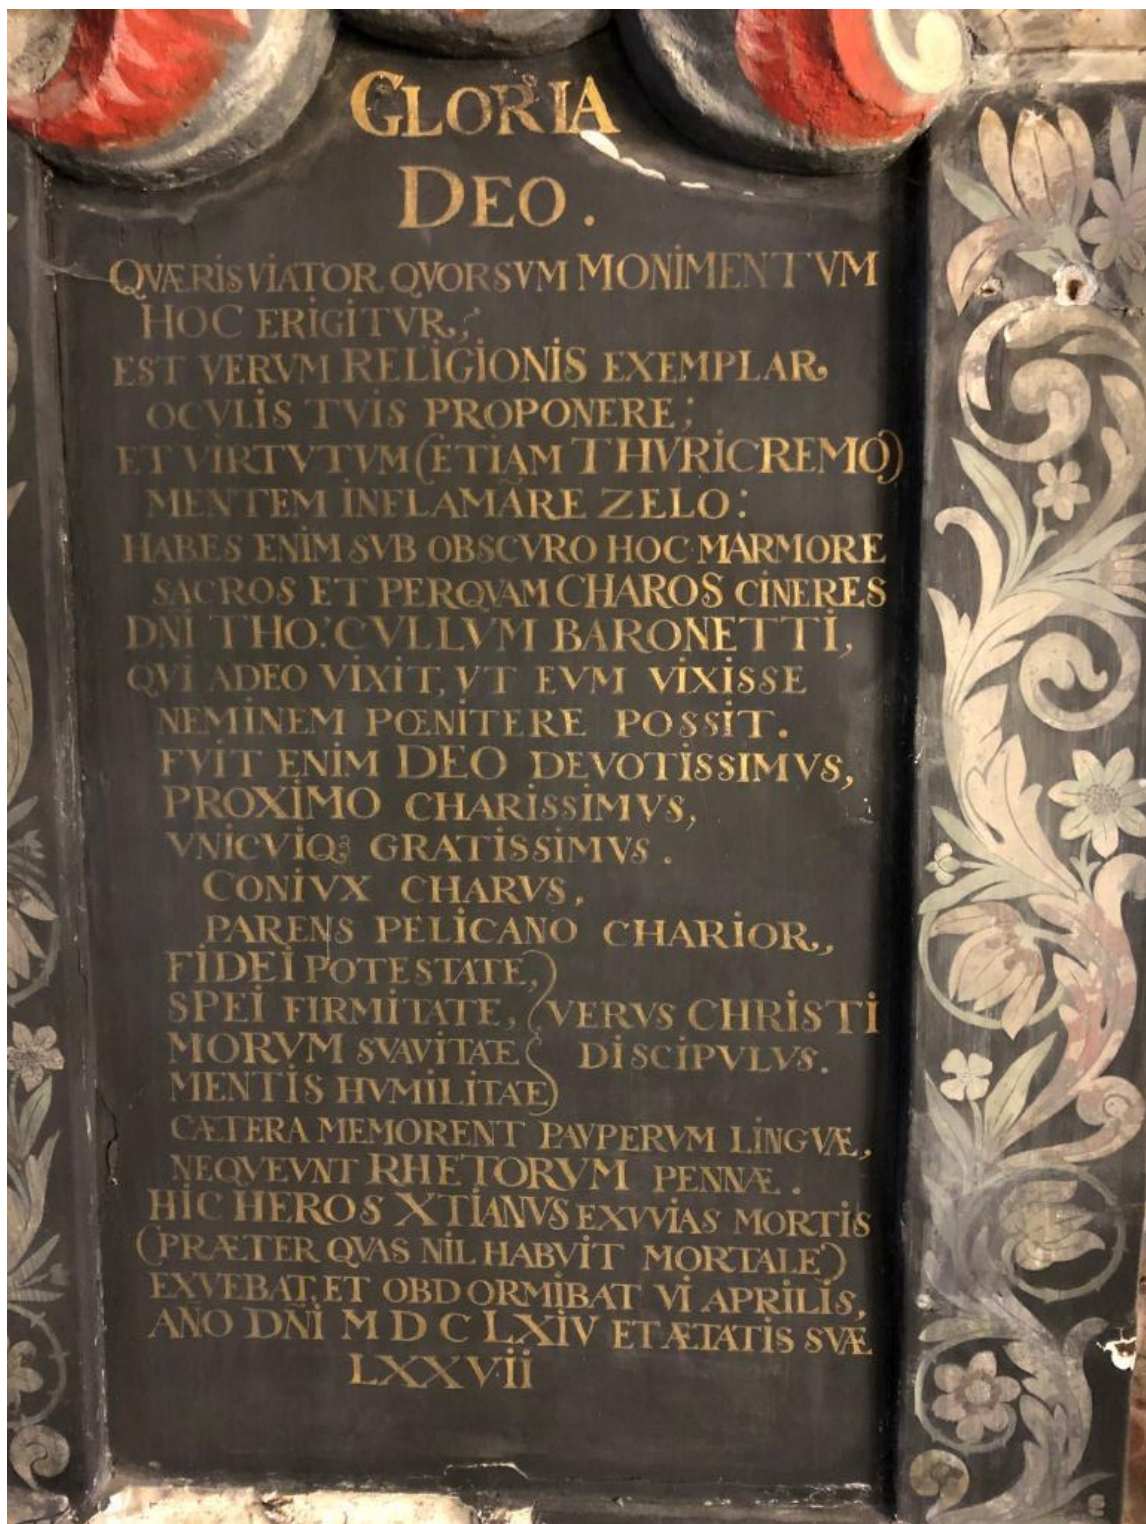 GLORIA
DEO.
QVÆRIS VIATOR QVORSVM MONIMENTVM
HOC ERIGITVR;
EST VERVM RELIGIONIS EXEMPLAR
OCVLIS TVIS PROPONERE;
ET VIRTVTVM (ETIAM THVRICREMO)
MENTEM INFLAMĀRE ZELO:
HABES ENIM SVB OBSCVRO HOC MARMORE
SACROS ET PERQVAM CHAROS CINERES
DNI THO: CVLLVM BARONETTI,
QVI ADEO VIXIT, VT EVM VIXISSE
NEMINEM PŒNITERE POSSIT.
FVIT ENIM DEO DEVOTISSIMVS,
PROXIMO CHARISSIMVS,
VNICVIQꝫ GRATISSIMVS.
CONIVX CHARVS,
PARENS PELICANO CHARIOR,
FIDEI POTESTATE,
SPEI FIRMITATE, VERVS CHRISTI
MORVM SVAVITAE DISCIPVLVS.
MENTIS HVMILITAE
CÆTERA MEMORENT PAVPERVM LINGVÆ,
NEQVEVNT RHETORVM PENNÆ.
HIC HEROS XTIANVS EXVVIAS MORTIS
(PRÆTER QVAS NIL HABVIT MORTALE)
EXVEBAT, ET OBDORMIBAT VI APRILIS,
AÑO DÑI M D C LXIV ET ÆTATIS SVÆ
LXXVII